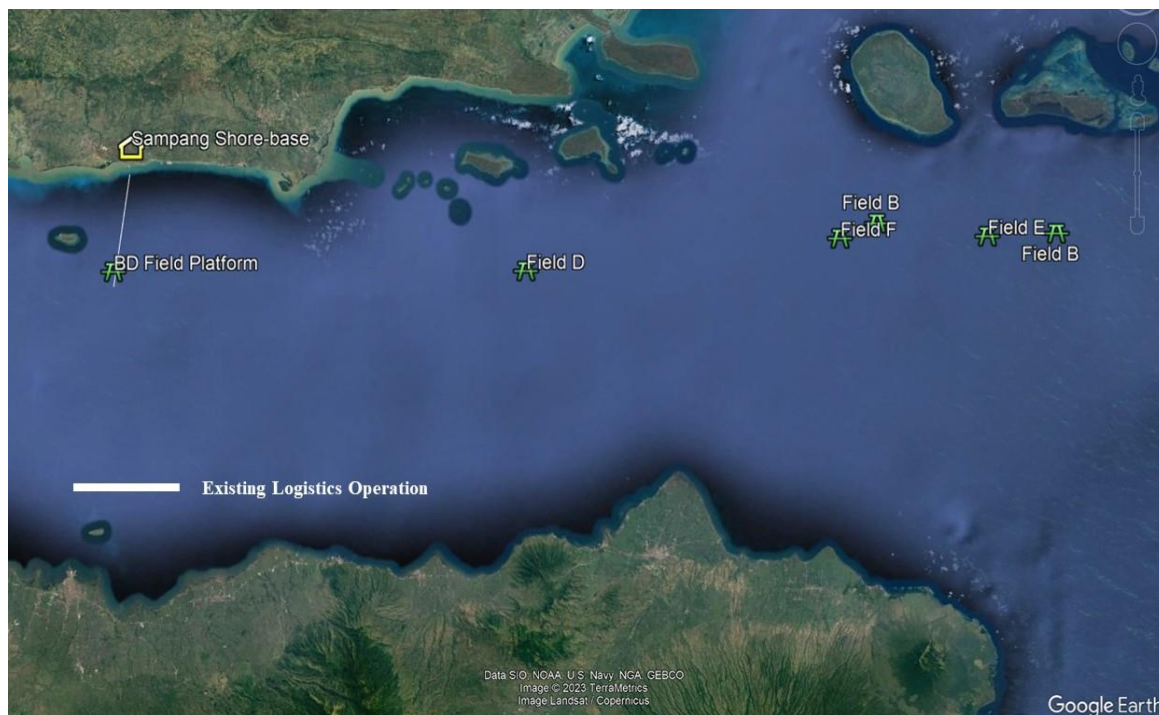 Sampang Shore-base
Field B
Field F
Field E
Field B
BD Field Platform
Field D
Existing Logistics Operation
Data SIO, NOAA, U.S. Navy, NGA, GEBCO
Image © 2023 TerraMetrics
Image Landsat / Copernicus
Google Earth